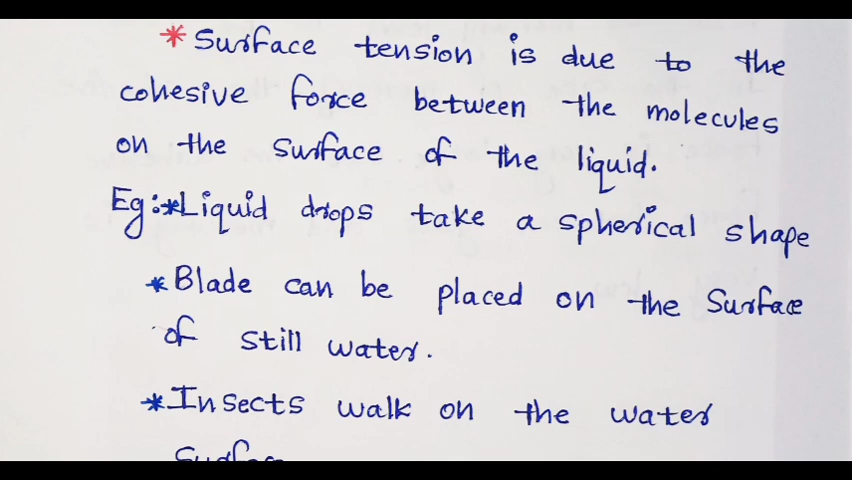 * Surface tension is due to the
cohesive force between the molecules
on the surface of the liquid.
Eg:* Liquid drops take a spherical shape
* Blade can be placed on the Surface
of still water.
* Insects walk on the water
surface